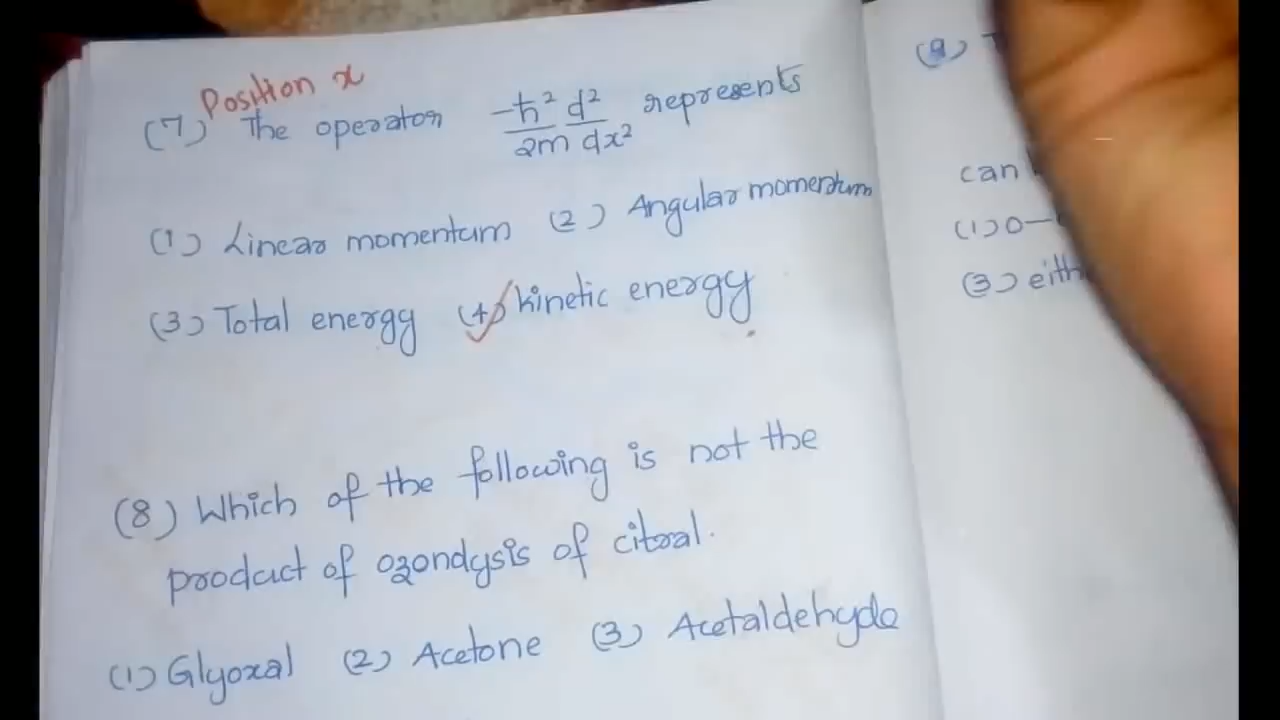 Position x
(7) The operator -ħ²/2m d²/dx² represents
(1) Linear momentum (2) Angular momentum
(3) Total energy (4) kinetic energy
(8) Which of the following is not the
product of ozondysis of citral.
(1) Glyoxal (2) Acetone (3) Acetaldehyde
(9)
can
(1) O-
(3) eith